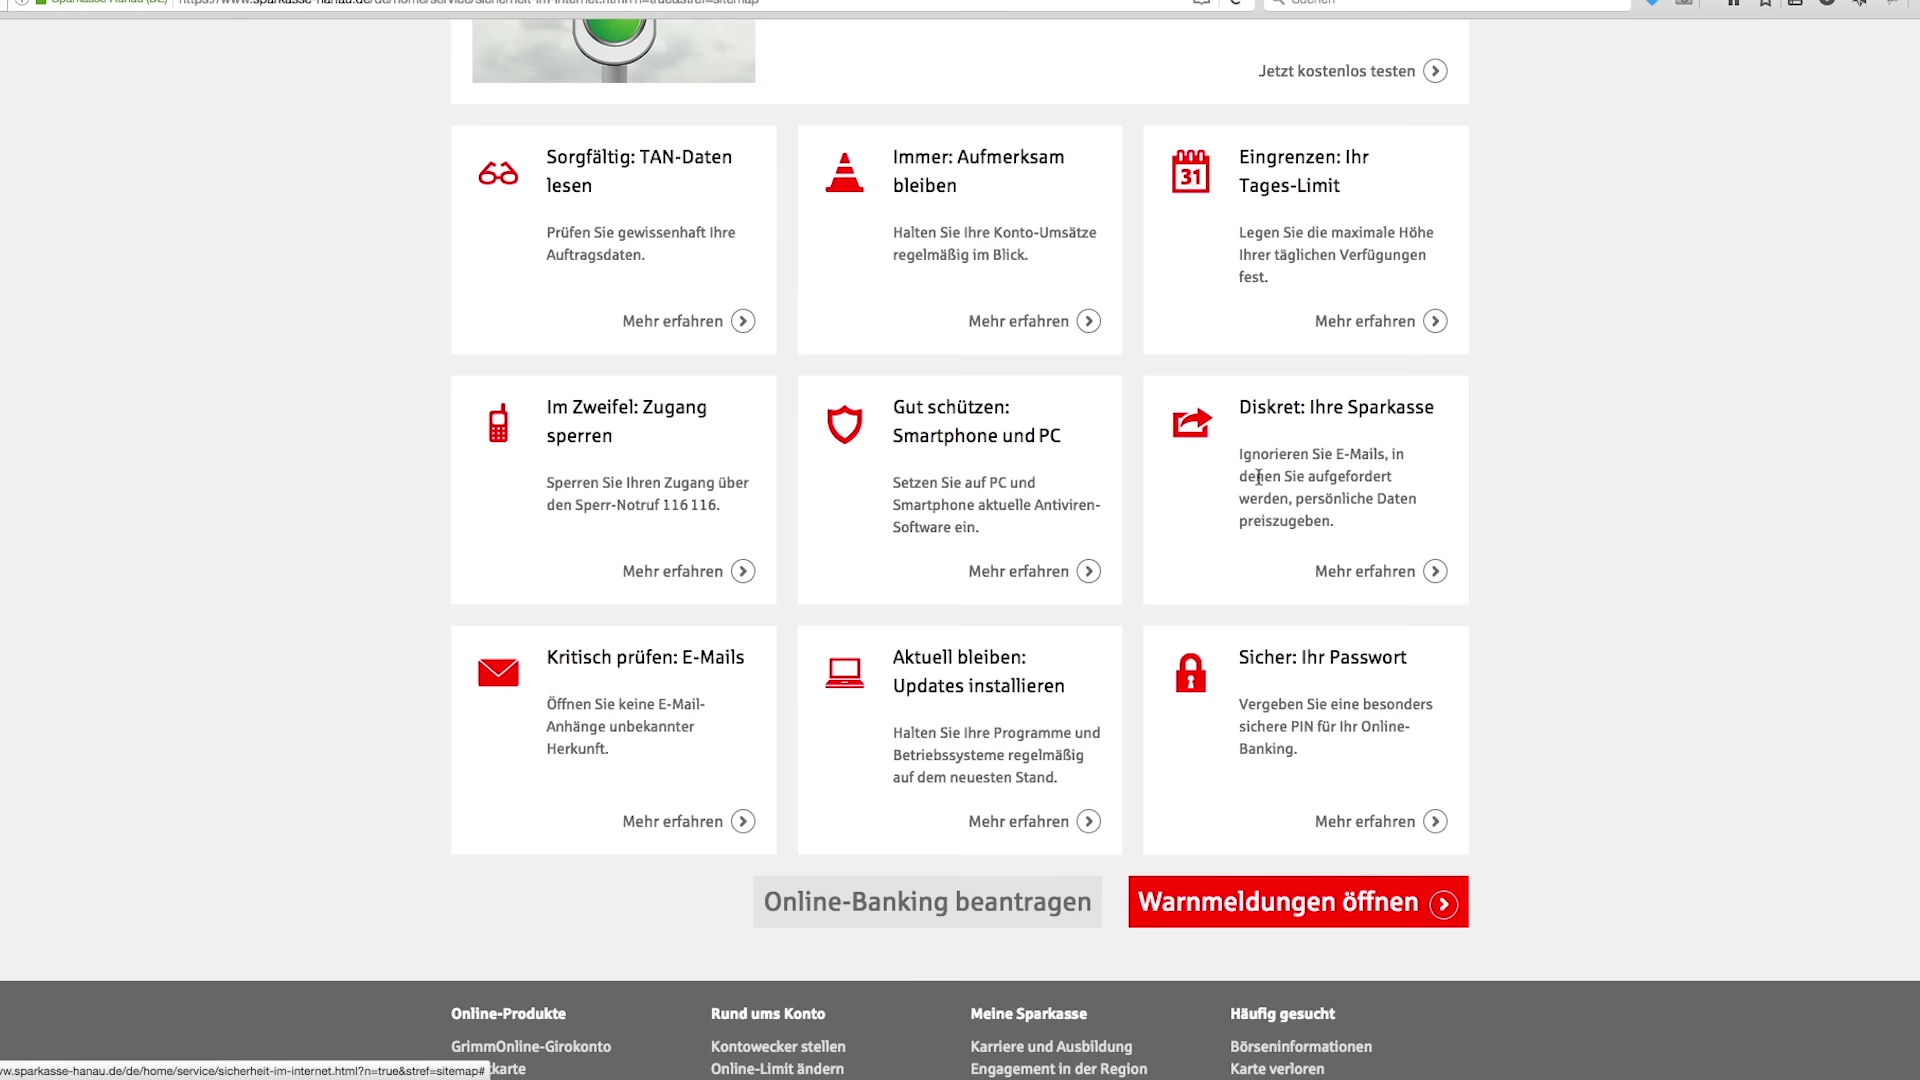 Jetzt kostenlos testen
Sorgfältig: TAN-Daten
lesen
Prüfen Sie gewissenhaft Ihre
Auftragsdaten.
Mehr erfahren
Immer: Aufmerksam
bleiben
Halten Sie Ihre Konto-Umsätze
regelmäßig im Blick.
Mehr erfahren
31
Eingrenzen: Ihr
Tages-Limit
Legen Sie die maximale Höhe
Ihrer täglichen Verfügungen
fest.
Mehr erfahren
Im Zweifel: Zugang
sperren
Sperren Sie Ihren Zugang über
den Sperr-Notruf 116 116.
Mehr erfahren
Gut schützen:
Smartphone und PC
Setzen Sie auf PC und
Smartphone aktuelle Antiviren-
Software ein.
Mehr erfahren
Diskret: Ihre Sparkasse
Ignorieren Sie E-Mails, in
denen Sie aufgefordert
werden, persönliche Daten
preiszugeben.
Mehr erfahren
Kritisch prüfen: E-Mails
Öffnen Sie keine E-Mail-
Anhänge unbekannter
Herkunft.
Mehr erfahren
Aktuell bleiben:
Updates installieren
Halten Sie Ihre Programme und
Betriebssysteme regelmäßig
auf dem neuesten Stand.
Mehr erfahren
Sicher: Ihr Passwort
Vergeben Sie eine besonders
sichere PIN für Ihr Online-
Banking.
Mehr erfahren
Online-Banking beantragen
Warnmeldungen öffnen
Online-Produkte
GrimmOnline-Girokonto
Rund ums Konto
Kontowecker stellen
Online-Limit ändern
Meine Sparkasse
Karriere und Ausbildung
Engagement in der Region
Häufig gesucht
Börseninformationen
Karte verloren
w.sparkasse-hanau.de/de/home/service/sicherheit-im-internet.html?n=true&stref=sitemap#